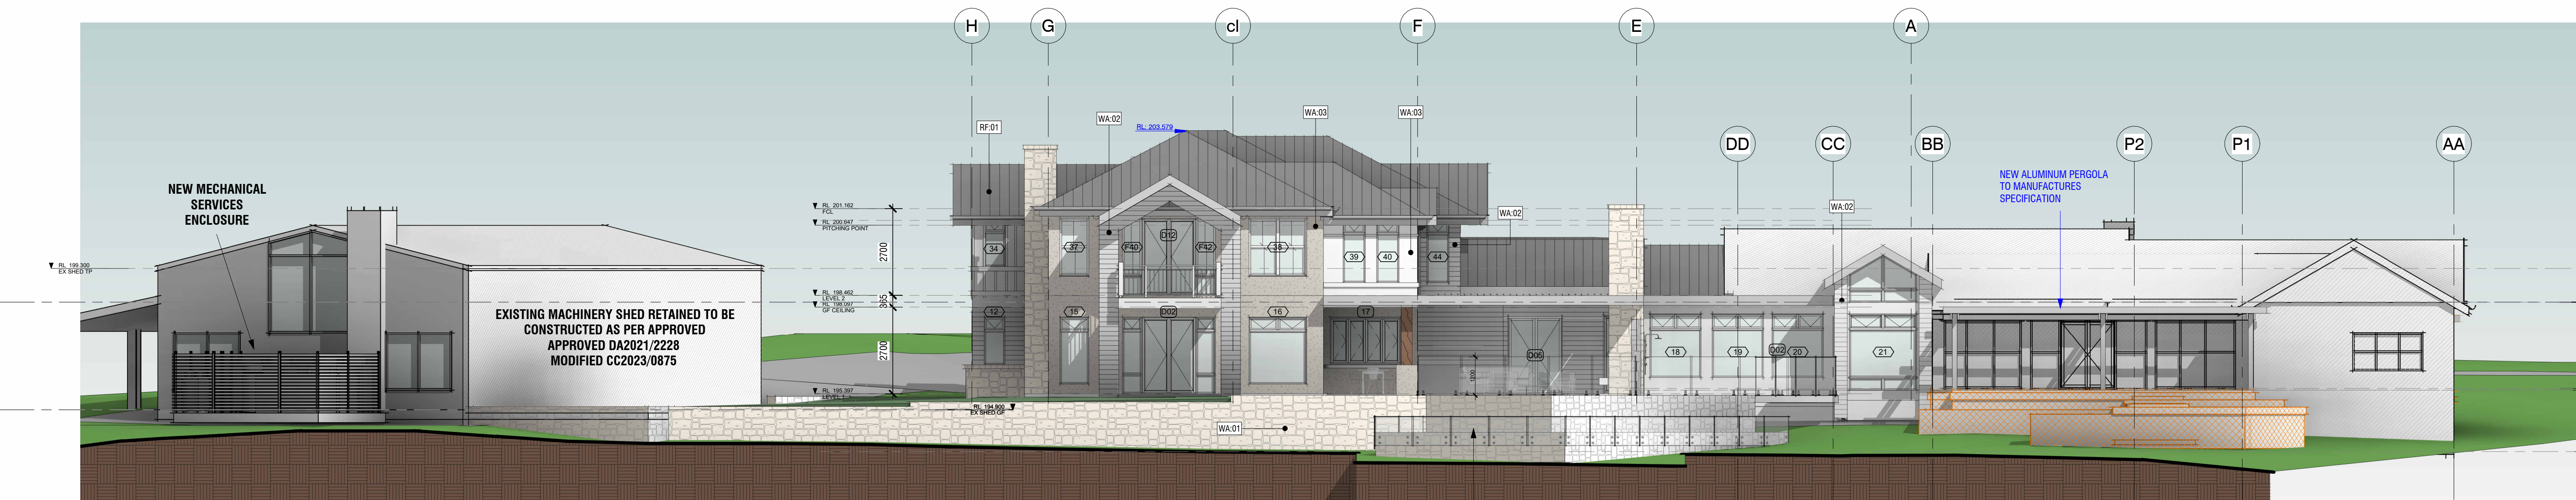 H
G
cl
F
E
A
DD
CC
BB
P2
P1
AA
NEW MECHANICAL
SERVICES
ENCLOSURE
RL 199.300
EX SHED TP
EXISTING MACHINERY SHED RETAINED TO BE
CONSTRUCTED AS PER APPROVED
APPROVED DA2021/2228
MODIFIED CC2023/0875
RL 201.162
FCL
RL 200.647
PITCHING POINT
RL 198.462
LEVEL 2
RL 198.097
GF CEILING
RL 195.397
2700
365
2700
RL 194.900
EX SHED GF
RF:01
WA:02
RL: 203.579
WA:03
WA:03
WA:02
WA:02
NEW ALUMINUM PERGOLA
TO MANUFACTURES
SPECIFICATION
34
37
F40
D12
F42
38
39
40
44
12
15
D02
16
17
D05
18
19
D02
20
21
1200
WA:01